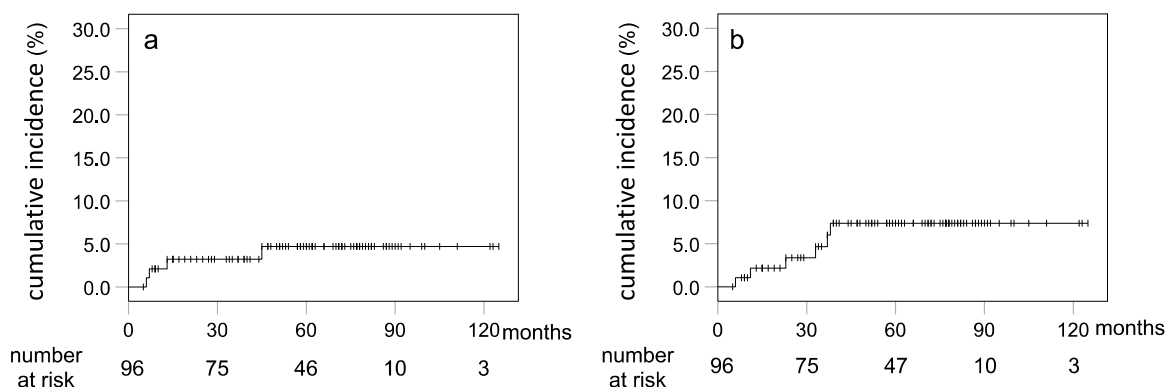 a
cumulative incidence (%)
30.0
25.0
20.0
15.0
10.0
5.0
0.0
0 30 60 90 120 months
number at risk 96 75 46 10 3
b
cumulative incidence (%)
30.0
25.0
20.0
15.0
10.0
5.0
0.0
0 30 60 90 120 months
number at risk 96 75 47 10 3